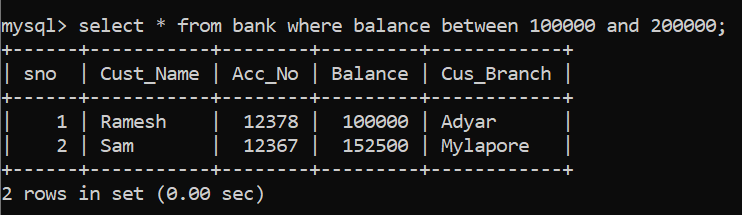 mysql> select * from bank where balance between 100000 and 200000;
+------+-----------+--------+---------+------------+
| sno  | Cust_Name | Acc_No | Balance | Cus_Branch |
+------+-----------+--------+---------+------------+
|    1 | Ramesh    |  12378 |  100000 | Adyar      |
|    2 | Sam       |  12367 |  152500 | Mylapore   |
+------+-----------+--------+---------+------------+
2 rows in set (0.00 sec)